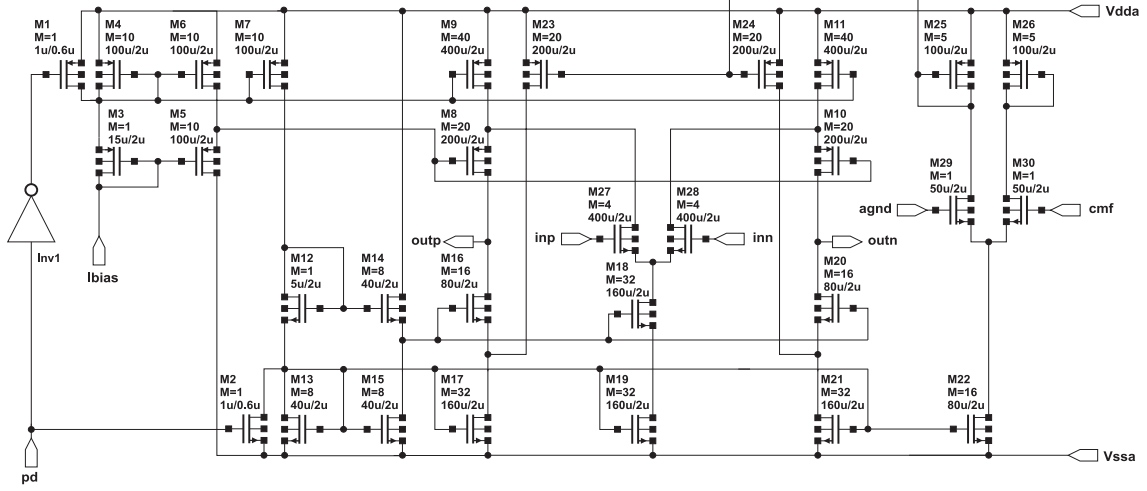 Vdda
M1
M=1
1u/0.6u
M4
M=10
100u/2u
M6
M=10
100u/2u
M7
M=10
100u/2u
M9
M=40
400u/2u
M23
M=20
200u/2u
M24
M=20
200u/2u
M11
M=40
400u/2u
M25
M=5
100u/2u
M26
M=5
100u/2u
M3
M=1
15u/2u
M5
M=10
100u/2u
M8
M=20
200u/2u
M10
M=20
200u/2u
M29
M=1
50u/2u
M30
M=1
50u/2u
M27
M=4
400u/2u
M28
M=4
400u/2u
agnd
cmf
Inv1
Ibias
outp
inp
inn
outn
M12
M=1
5u/2u
M14
M=8
40u/2u
M16
M=16
80u/2u
M18
M=32
160u/2u
M20
M=16
80u/2u
M2
M=1
1u/0.6u
M13
M=8
40u/2u
M15
M=8
40u/2u
M17
M=32
160u/2u
M19
M=32
160u/2u
M21
M=32
160u/2u
M22
M=16
80u/2u
pd
Vssa